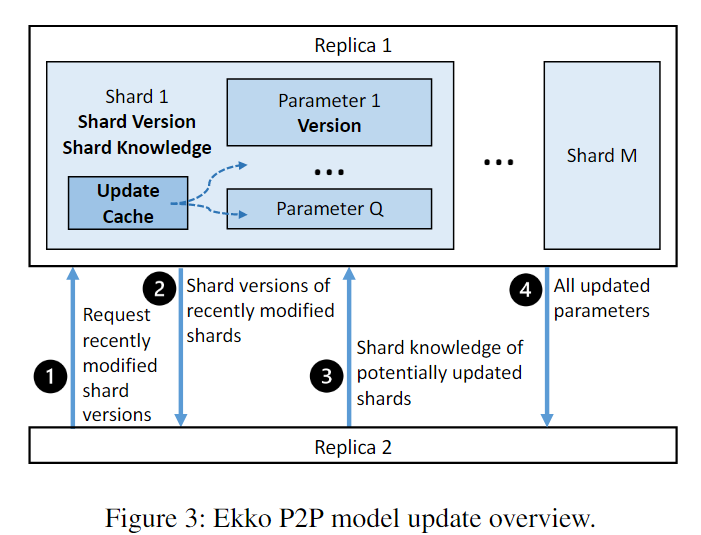 Replica 1
Shard 1
Shard Version
Shard Knowledge
Update
Cache
Parameter 1
Version
...
Parameter Q
...
Shard M
1
Request
recently
modified
shard
versions
2
Shard versions of
recently modified
shards
3
Shard knowledge of
potentially updated
shards
4
All updated
parameters
Replica 2
Figure 3: Ekko P2P model update overview.